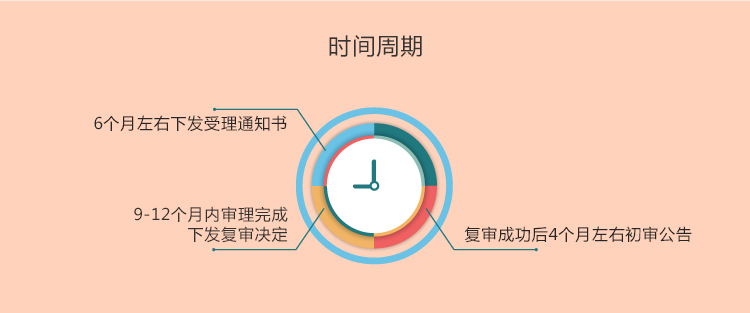 时间周期
6个月左右下发受理通知书
9-12个月内审理完成
下发复审决定
复审成功后4个月左右初审公告